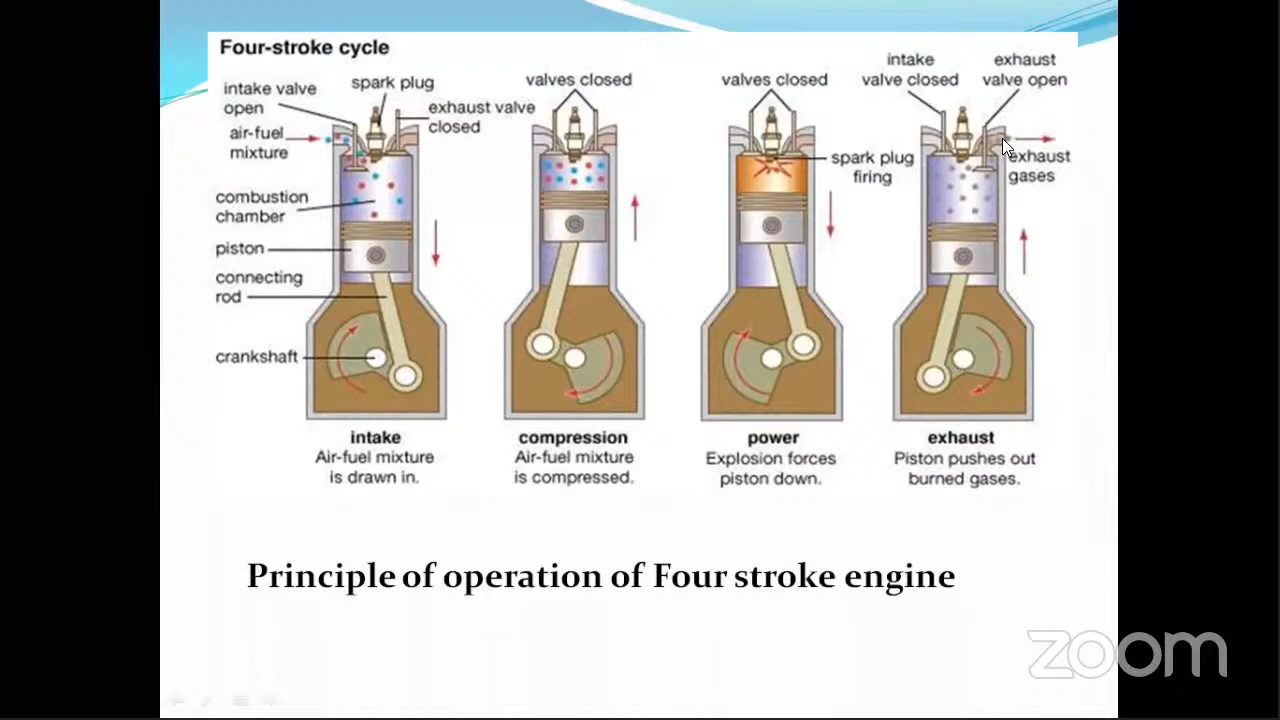 Four-stroke cycle
intake valve
open
spark plug
exhaust valve
closed
air-fuel
mixture
combustion
chamber
piston
connecting
rod
crankshaft
intake
Air-fuel mixture
is drawn in.
valves closed
compression
Air-fuel mixture
is compressed.
valves closed
spark plug
firing
power
Explosion forces
piston down.
intake
valve closed
exhaust
valve open
exhaust
gases
exhaust
Piston pushes out
burned gases.
Principle of operation of Four stroke engine
zoom